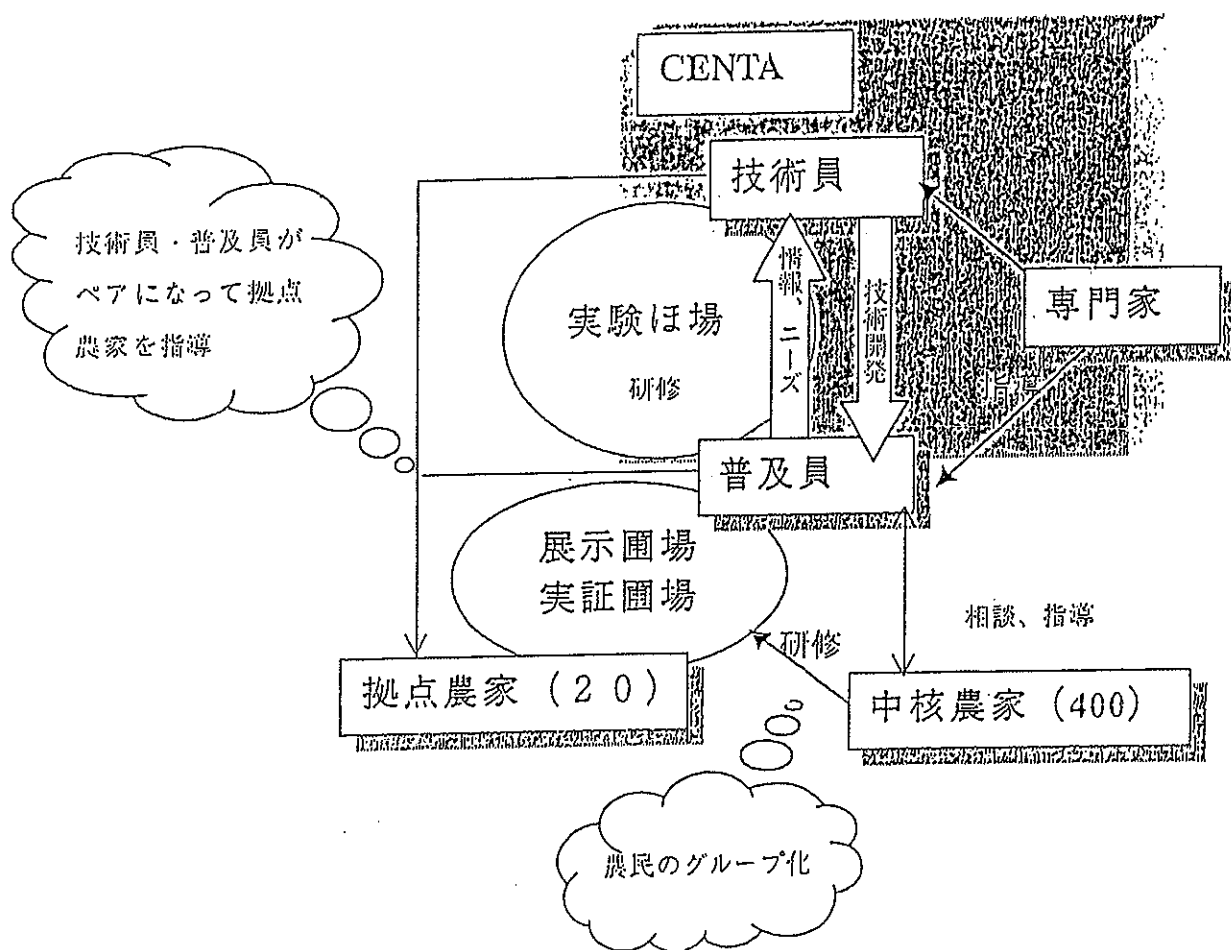 CENTA
技術員
技術員・普及員が
ペアになって拠点
農家を指導
実験ほ場
研修
情報、ニーズ
技術開発
専門家
普及員
展示圃場
実証圃場
相談、指導
研修
拠点農家(20)
中核農家(400)
農民のグループ化